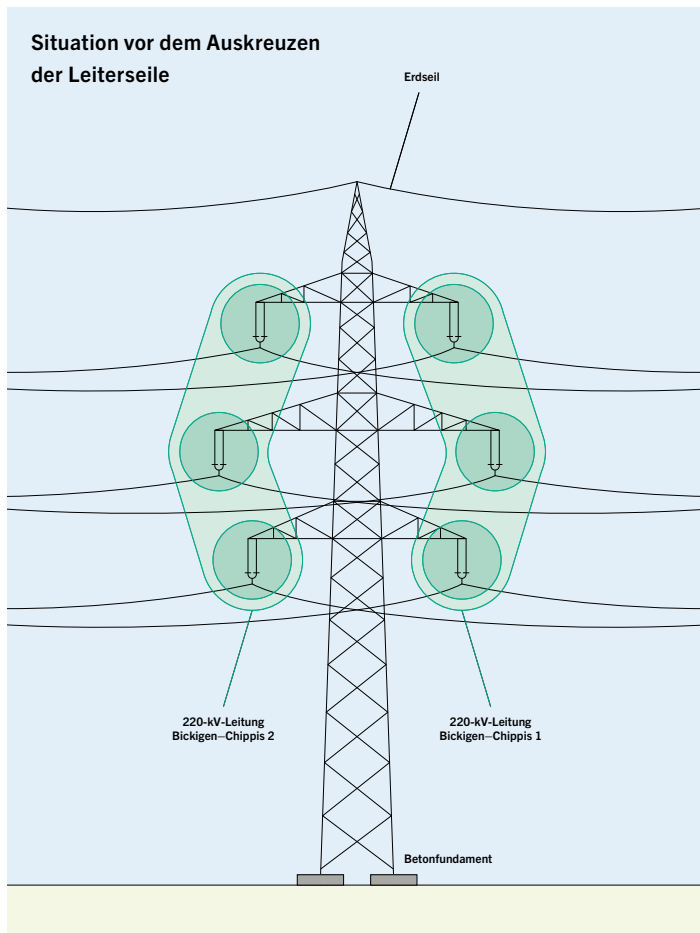 Situation vor dem Auskreuzen
der Leiterseile
Erdseil
220-kV-Leitung
Bickigen–Chippis 2
220-kV-Leitung
Bickigen–Chippis 1
Betonfundament